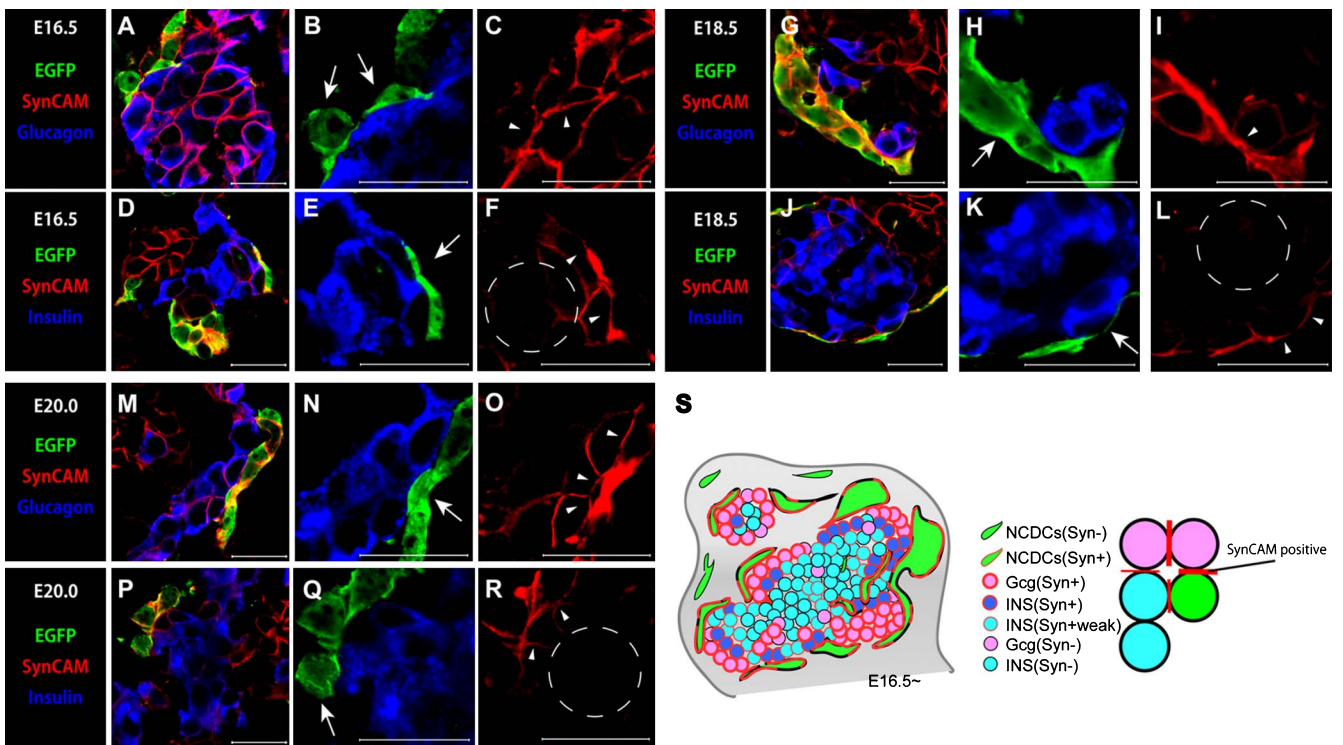 E16.5
EGFP
SynCAM
Glucagon
A
B
C
E18.5
EGFP
SynCAM
Glucagon
G
H
I
E16.5
EGFP
SynCAM
Insulin
D
E
F
E18.5
EGFP
SynCAM
Insulin
J
K
L
E20.0
EGFP
SynCAM
Glucagon
M
N
O
E20.0
EGFP
SynCAM
Insulin
P
Q
R
S
E16.5~
NCDCs(Syn-)
NCDCs(Syn+)
Gcg(Syn+)
INS(Syn+)
INS(Syn+weak)
Gcg(Syn-)
INS(Syn-)
SynCAM positive